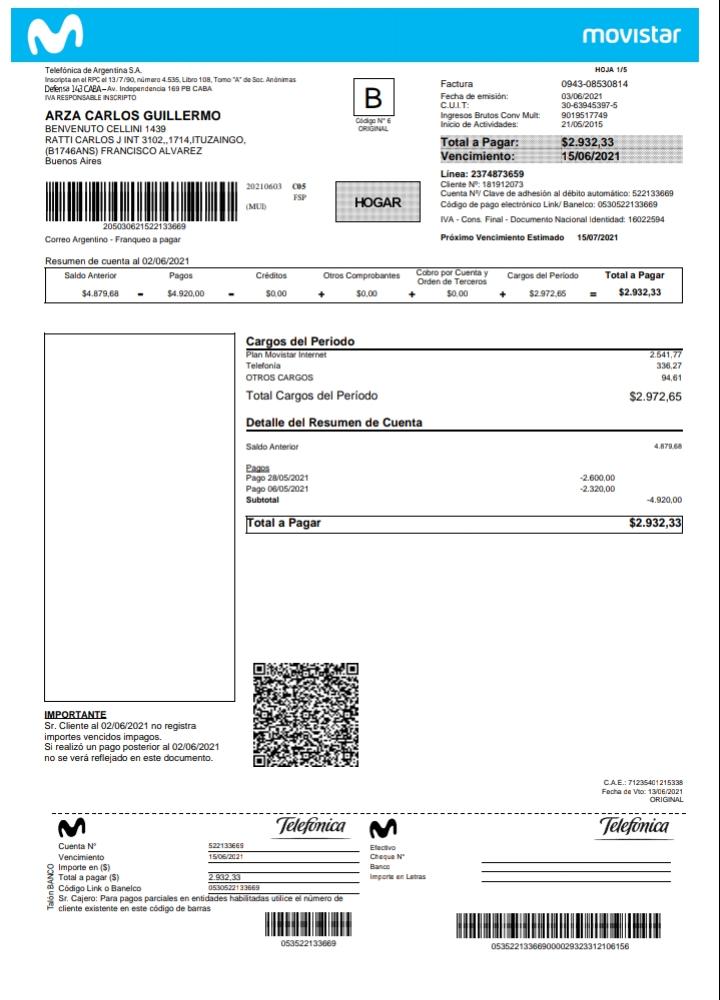 movistar
HOJA 1/5
Telefónica de Argentina S.A.
Inscripta en el RPC el 13/7/90, número 4.535, Libro 108, Tomo "A" de Soc. Anónimas
Defensa 143 CABA - Av. Independencia 169 PB CABA
IVA RESPONSABLE INSCRIPTO
ARZA CARLOS GUILLERMO
BENVENUTO CELLINI 1439
RATTI CARLOS J INT 3102,,1714,ITUZAINGO,
(B1746ANS) FRANCISCO ALVAREZ
Buenos Aires
B
Código N° 6
ORIGINAL
Factura 0943-08530814
Fecha de emisión: 03/06/2021
C.U.I.T: 30-63945397-5
Ingresos Brutos Conv Mult: 9019517749
Inicio de Actividades: 21/05/2015
Total a Pagar: $2.932,33
Vencimiento: 15/06/2021
Línea: 2374873659
Cliente Nº: 181912073
Cuenta Nº/ Clave de adhesión al débito automático: 522133669
Código de pago electrónico Link/ Banelco: 0530522133669
IVA - Cons. Final - Documento Nacional Identidad: 16022594
Próximo Vencimiento Estimado 15/07/2021
20210603 C05
FSP
(MUI)
HOGAR
205030621522133669
Correo Argentino - Franqueo a pagar
Resumen de cuenta al 02/06/2021
Saldo Anterior Pagos Créditos Otros Comprobantes Cobro por Cuenta y Orden de Terceros Cargos del Período Total a Pagar
$4.879,68 - $4.920,00 - $0,00 + $0,00 + $0,00 + $2.972,65 = $2.932,33
Cargos del Período
Plan Movistar Internet 2.541,77
Telefonía 336,27
OTROS CARGOS 94,61
Total Cargos del Período $2.972,65
Detalle del Resumen de Cuenta
Saldo Anterior 4.879,68
Pagos
Pago 28/05/2021 -2.600,00
Pago 06/05/2021 -2.320,00
Subtotal -4.920,00
Total a Pagar $2.932,33
IMPORTANTE
Sr. Cliente al 02/06/2021 no registra
importes vencidos impagos.
Si realizó un pago posterior al 02/06/2021
no se verá reflejado en este documento.
C.A.E.: 71235401215338
Fecha de Vto: 13/06/2021
ORIGINAL
Telefónica
Talón BANCO
Cuenta N° 522133669
Vencimiento 15/06/2021
Importe en ($)
Total a pagar ($) 2.932,33
Código Link o Banelco 0530522133669
Sr. Cajero: Para pagos parciales en entidades habilitadas utilice el número de
cliente existente en este código de barras
053522133669
Telefónica
Efectivo
Cheque N°
Banco
Importe en Letras
053522133669000029323312106156